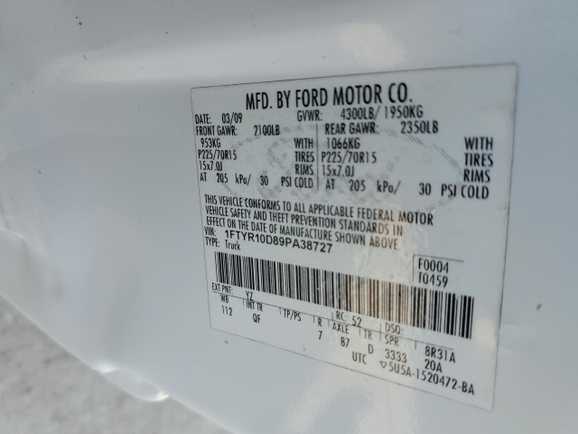 MFD. BY FORD MOTOR CO.
DATE: 03/09 GVWR: 4300LB/ 1950KG
FRONT GAWR: 2100LB REAR GAWR: 2350LB
953KG WITH 1066KG WITH
P225/70R15 TIRES P225/70R15 TIRES
15x7.0J RIMS 15x7.0J RIMS
AT 205 kPa/ 30 PSI COLD AT 205 kPa/ 30 PSI COLD
THIS VEHICLE CONFORMS TO ALL APPLICABLE FEDERAL MOTOR
VEHICLE SAFETY AND THEFT PREVENTION STANDARDS IN
EFFECT ON THE DATE OF MANUFACTURE SHOWN ABOVE
VIN: 1FTYR10D89PA38727
TYPE: Truck
F0004
T0459
EXT PNT: YZ RC: 52 DSO:
WB INT TR TP/PS R AXLE TR SPR
112 QF 7 87 D 3333 8R31A
20A
UTC ▽5U5A-1520472-BA